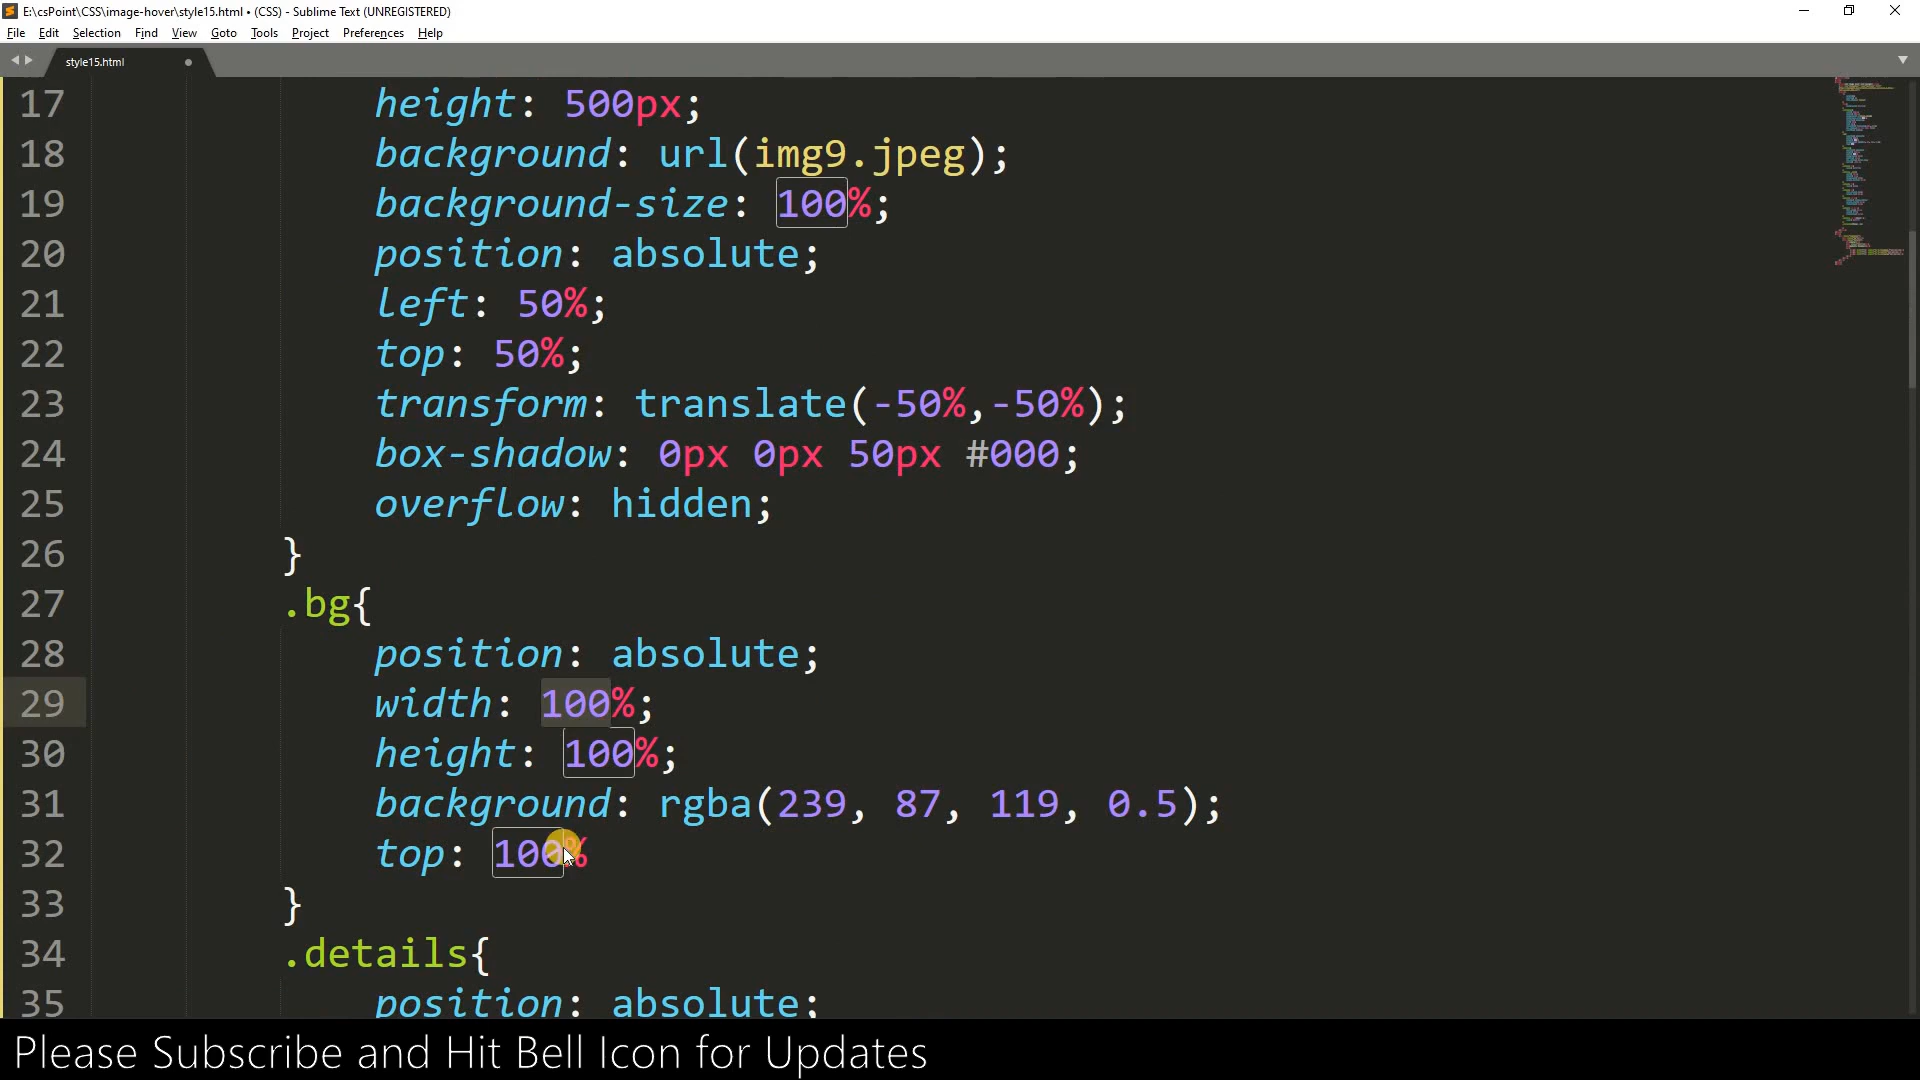 E:\csPoint\CSS\image-hover\style15.html • (CSS) - Sublime Text (UNREGISTERED)
File Edit Selection Find View Goto Tools Project Preferences Help
style15.html
17 height: 500px;
18 background: url(img9.jpeg);
19 background-size: 100%;
20 position: absolute;
21 left: 50%;
22 top: 50%;
23 transform: translate(-50%,-50%);
24 box-shadow: 0px 0px 50px #000;
25 overflow: hidden;
26 }
27 .bg{
28 position: absolute;
29 width: 100%;
30 height: 100%;
31 background: rgba(239, 87, 119, 0.5);
32 top: 100%
33 }
34 .details{
35 position: absolute;
Please Subscribe and Hit Bell Icon for Updates